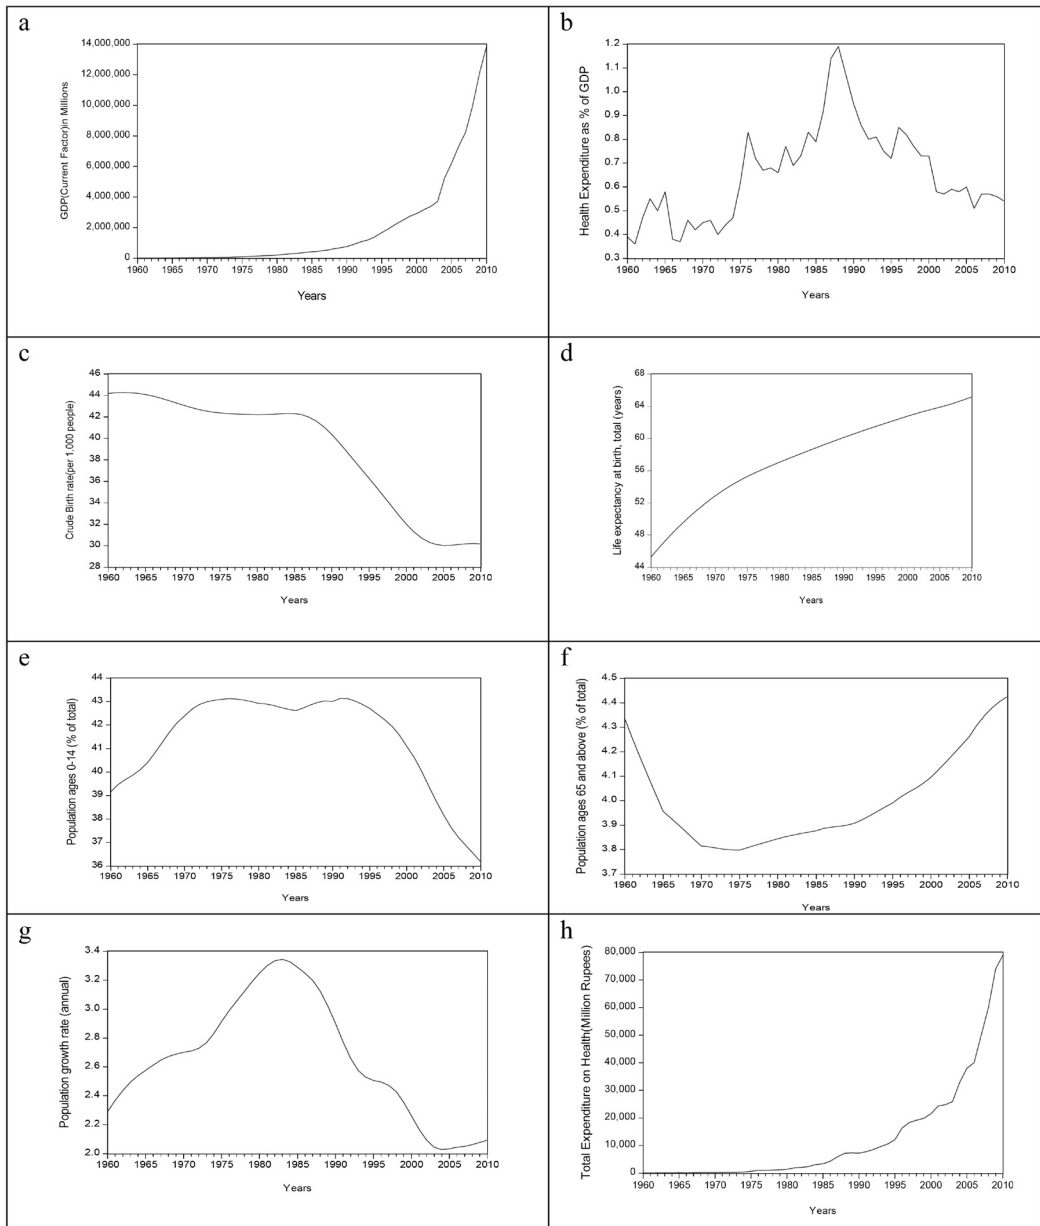 a
GDP(Current Factor)in Millions
14,000,000
12,000,000
10,000,000
8,000,000
6,000,000
4,000,000
2,000,000
0
1960 1965 1970 1975 1980 1985 1990 1995 2000 2005 2010
Years
b
Health Expenditure as % of GDP
1.2
1.1
1.0
0.9
0.8
0.7
0.6
0.5
0.4
0.3
1960 1965 1970 1975 1980 1985 1990 1995 2000 2005 2010
Years
c
Crude Birth rate(per 1,000 people)
46
44
42
40
38
36
34
32
30
28
1960 1965 1970 1975 1980 1985 1990 1995 2000 2005 2010
Years
d
Life expectancy at birth, total (years)
68
64
60
56
52
48
44
1960 1965 1970 1975 1980 1985 1990 1995 2000 2005 2010
Years
e
Population ages 0-14 (% of total)
43
43
42
41
40
39
38
37
36
1960 1965 1970 1975 1980 1985 1990 1995 2000 2005 2010
Years
f
Population ages 65 and above (% of total)
4.5
4.4
4.3
4.2
4.1
4.0
3.9
3.8
3.7
1960 1965 1970 1975 1980 1985 1990 1995 2000 2005 2010
Years
g
Population growth rate (annual)
3.4
3.2
3.0
2.8
2.6
2.4
2.2
2.0
1960 1965 1970 1975 1980 1985 1990 1995 2000 2005 2010
Years
h
Total Expenditure on Health(Million Rupees)
80,000
70,000
60,000
50,000
40,000
30,000
20,000
10,000
0
1960 1965 1970 1975 1980 1985 1990 1995 2000 2005 2010
Years